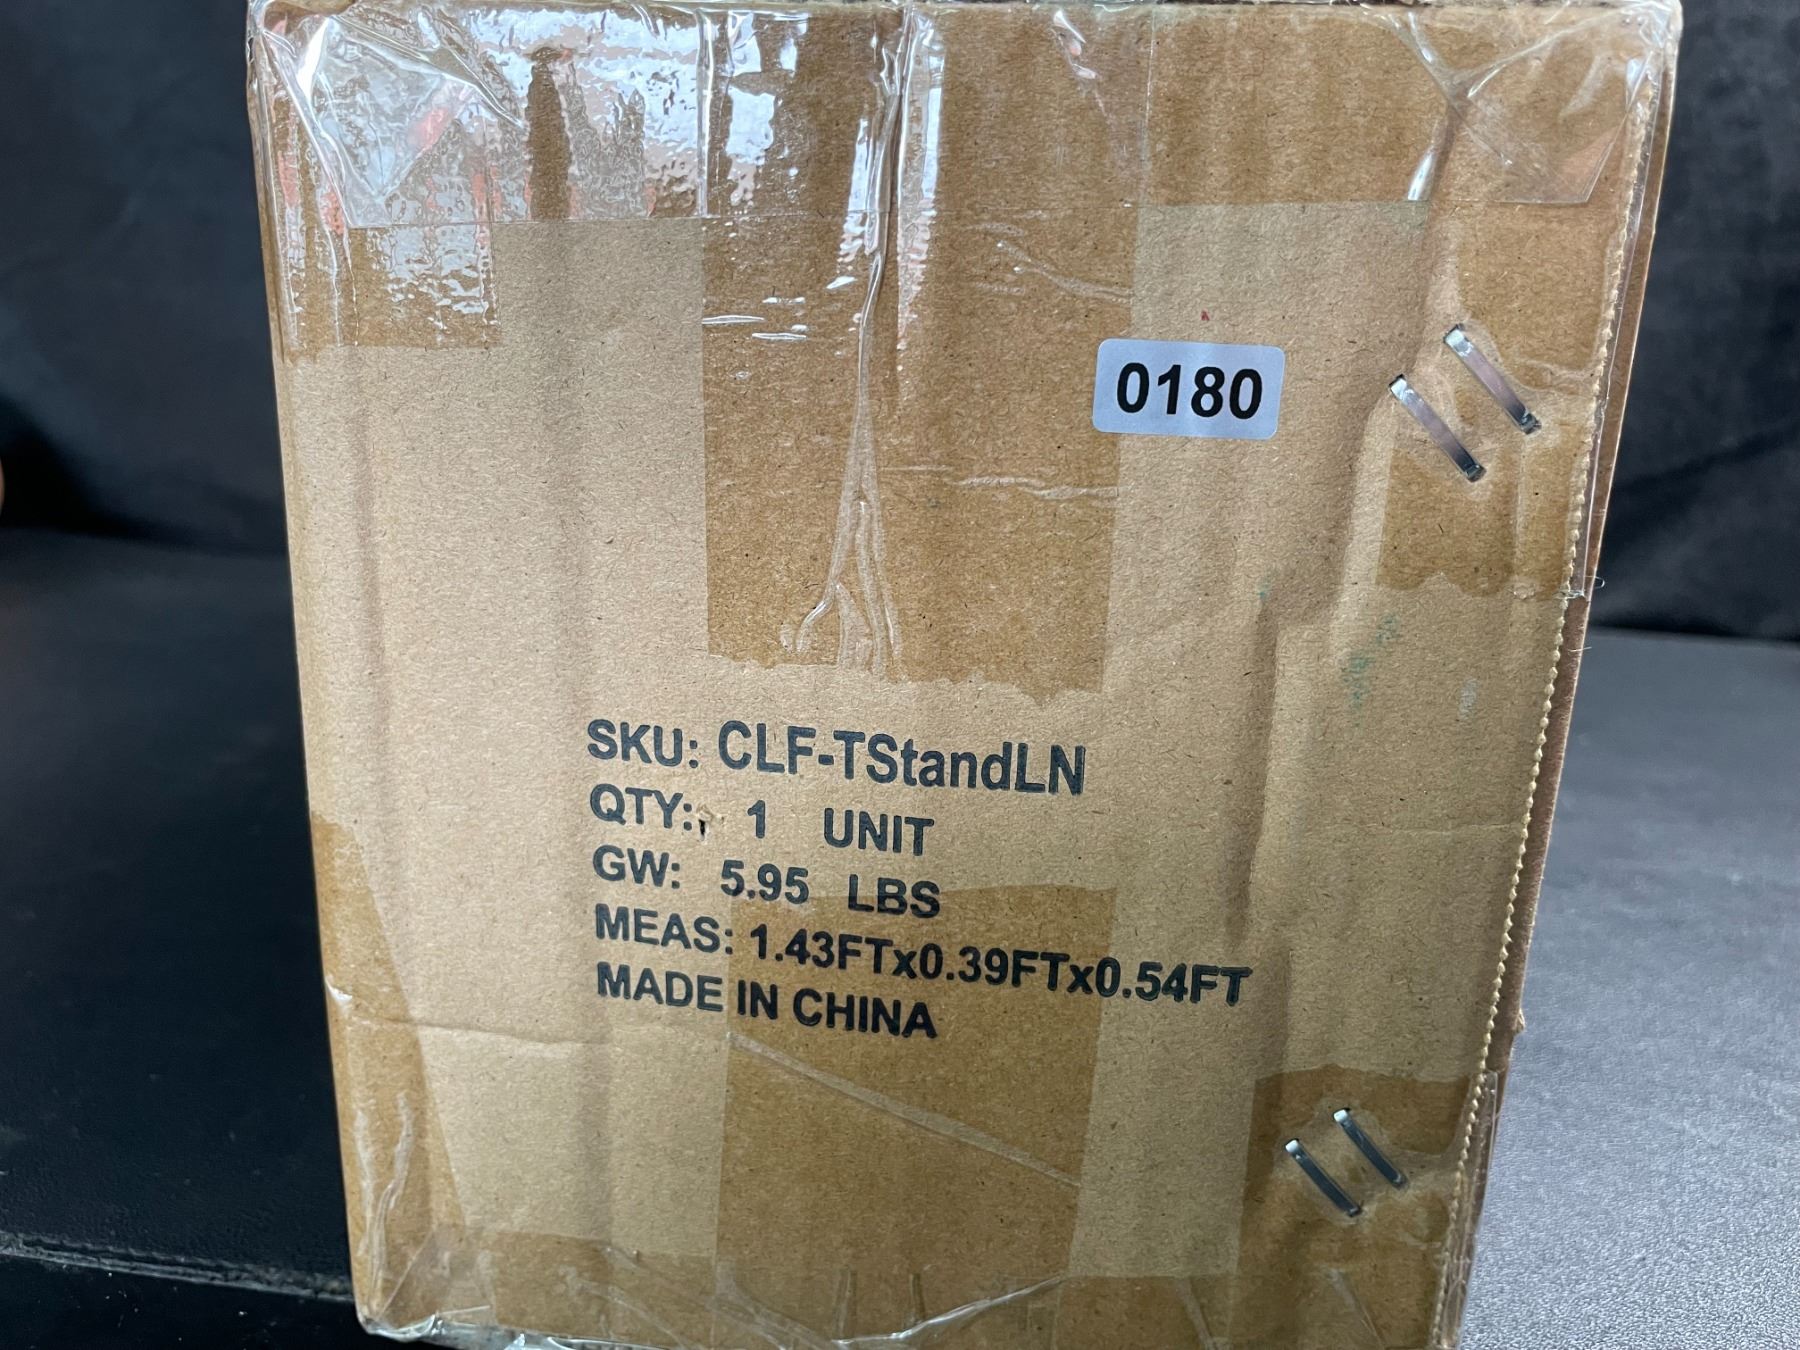 0180
SKU: CLF-TStandLN
QTY: 1 UNIT
GW: 5.95 LBS
MEAS: 1.43FTx0.39FTx0.54FT
MADE IN CHINA